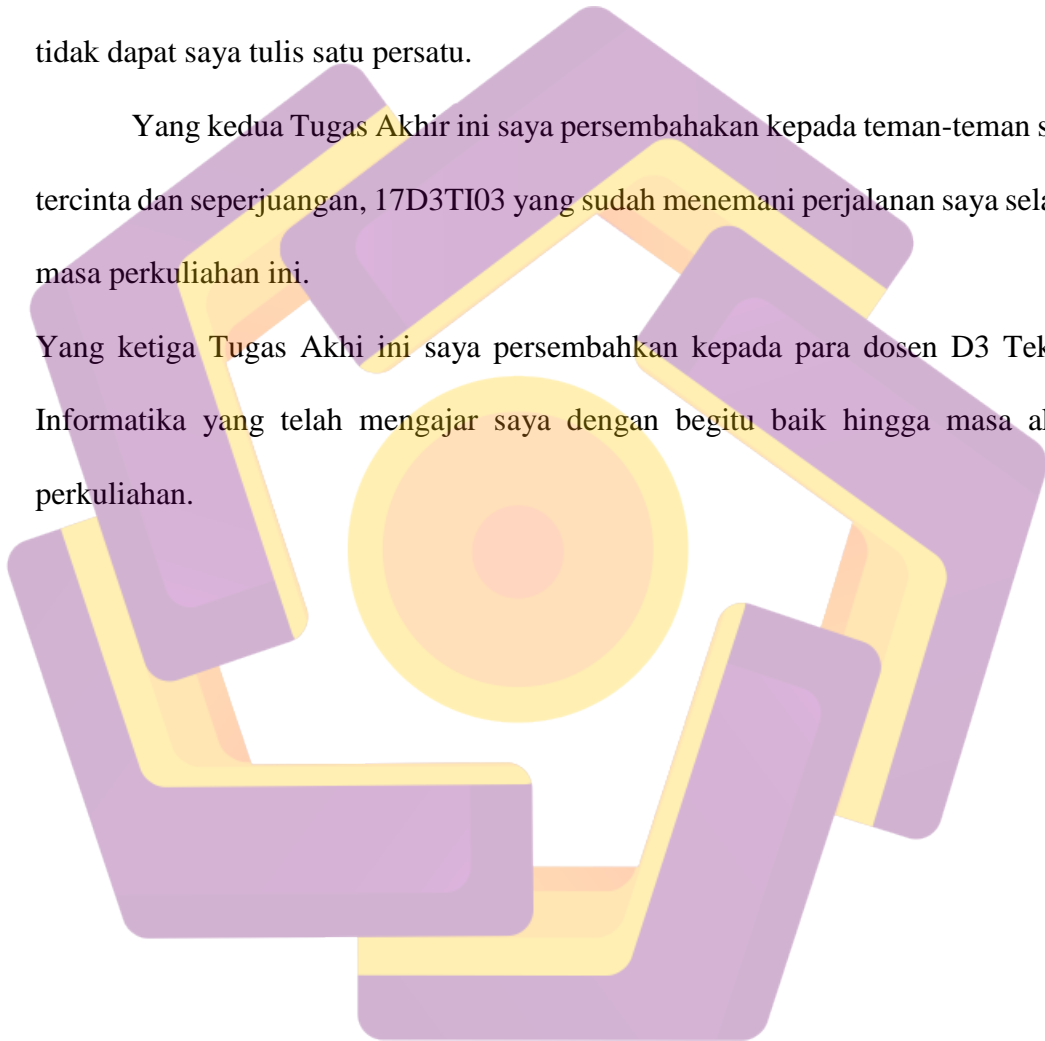 tidak dapat saya tulis satu persatu.
Yang kedua Tugas Akhir ini saya persembahakan kepada teman-teman
tercinta dan seperjuangan, 17D3TI03 yang sudah menemani perjalanan saya
masa perkuliahan ini.
Yang ketiga Tugas Akhi ini saya persembahkan kepada para dosen D3
Informatika yang telah mengajar saya dengan begitu baik hingga masa
perkuliahan.